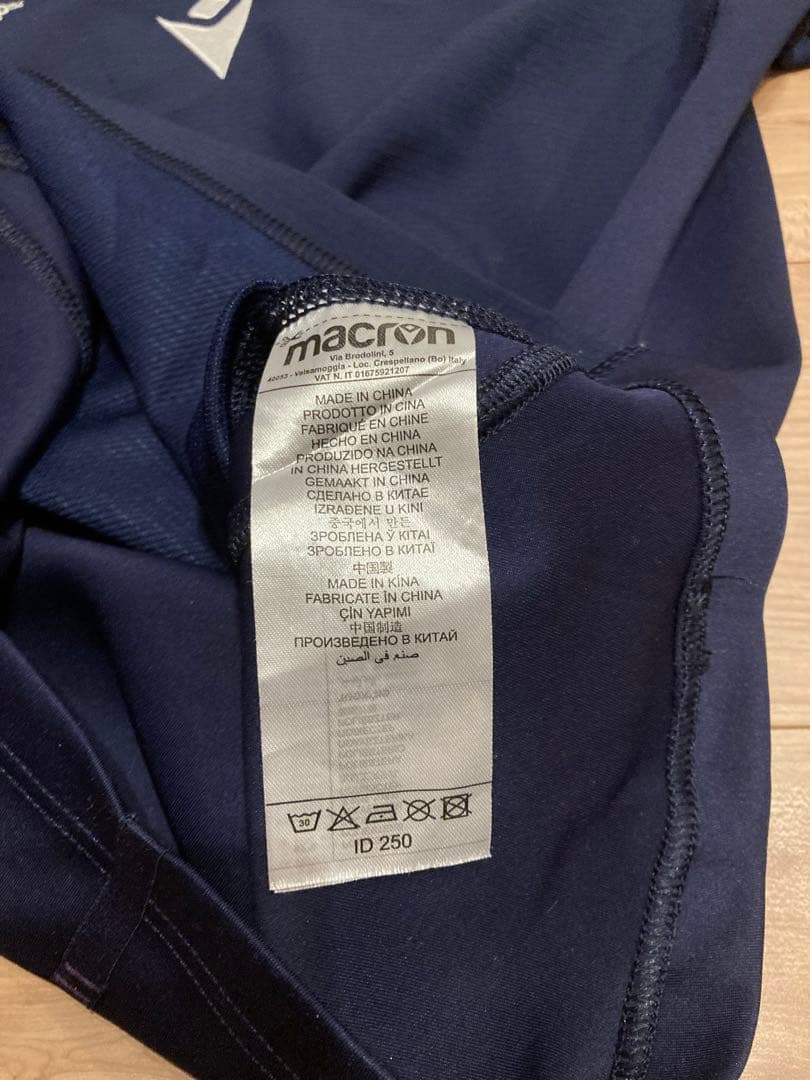 macron
Via Brodolini, 5
40053 - Valsamoggia - Loc. Crespellano (Bo) Italy
VAT N. IT 01675921207
MADE IN CHINA
PRODOTTO IN CINA
FABRIQUÉ EN CHINE
HECHO EN CHINA
PRODUZIDO NA CHINA
IN CHINA HERGESTELLT
GEMAAKT IN CHINA
СДЕЛАНО В КИТАЕ
IZRAĐENE U KINI
중국에서 만든
ЗРОБЛЕНА Ў KITAI
ЗРОБЛЕНО В КИТАЇ
中国製
MADE IN KÍNA
FABRICATE ÎN CHINA
ÇİN YAPIMI
中国制造
ПРОИЗВЕДЕНО В КИТАЙ
صنع في الصين
30
ID 250